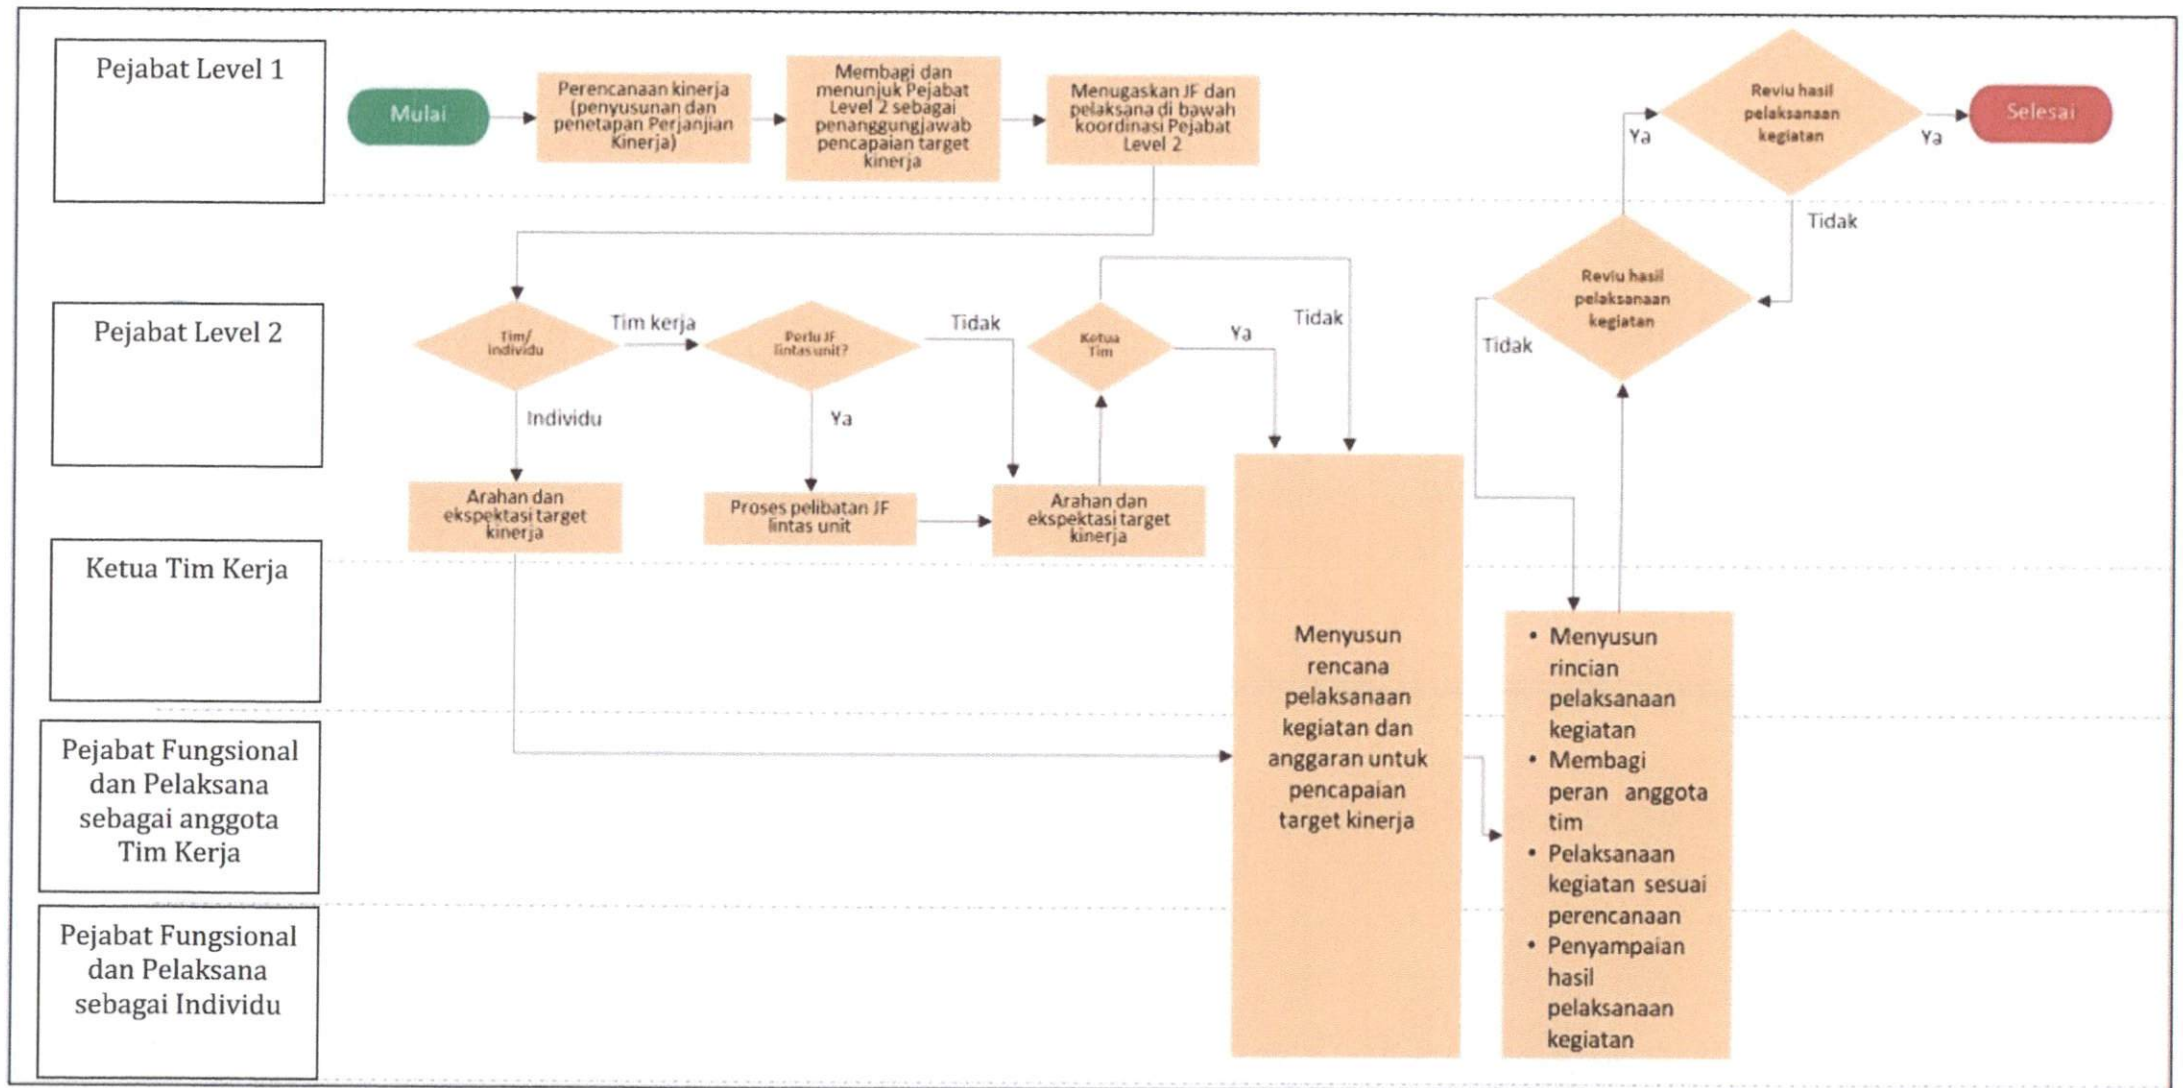 Pejabat Level 1
Mulai
Perencanaan kinerja
(penyusunan dan
penetapan Perjanjian
Kinerja)
Membagi dan
menunjuk Pejabat
Level 2 sebagai
penanggungjawab
pencapaian target
kinerja
Menugaskan JF dan
pelaksana di bawah
koordinasi Pejabat
Level 2
Reviu hasil
pelaksanaan
kegiatan
Ya
Ya
Selesai
Tidak
Pejabat Level 2
Tim/
Individu
Tim kerja
Perlu JF
lintas unit?
Tidak
Ketua
Tim
Ya
Tidak
Reviu hasil
pelaksanaan
kegiatan
Tidak
Individu
Ya
Arahan dan
ekspektasi target
kinerja
Proses pelibatan JF
lintas unit
Arahan dan
ekspektasi target
kinerja
Ketua Tim Kerja
Menyusun
rencana
pelaksanaan
kegiatan dan
anggaran untuk
pencapaian
target kinerja
• Menyusun
rincian
pelaksanaan
kegiatan
• Membagi
peran anggota
tim
• Pelaksanaan
kegiatan sesuai
perencanaan
• Penyampaian
hasil
pelaksanaan
kegiatan
Pejabat Fungsional
dan Pelaksana
sebagai anggota
Tim Kerja
Pejabat Fungsional
dan Pelaksana
sebagai Individu